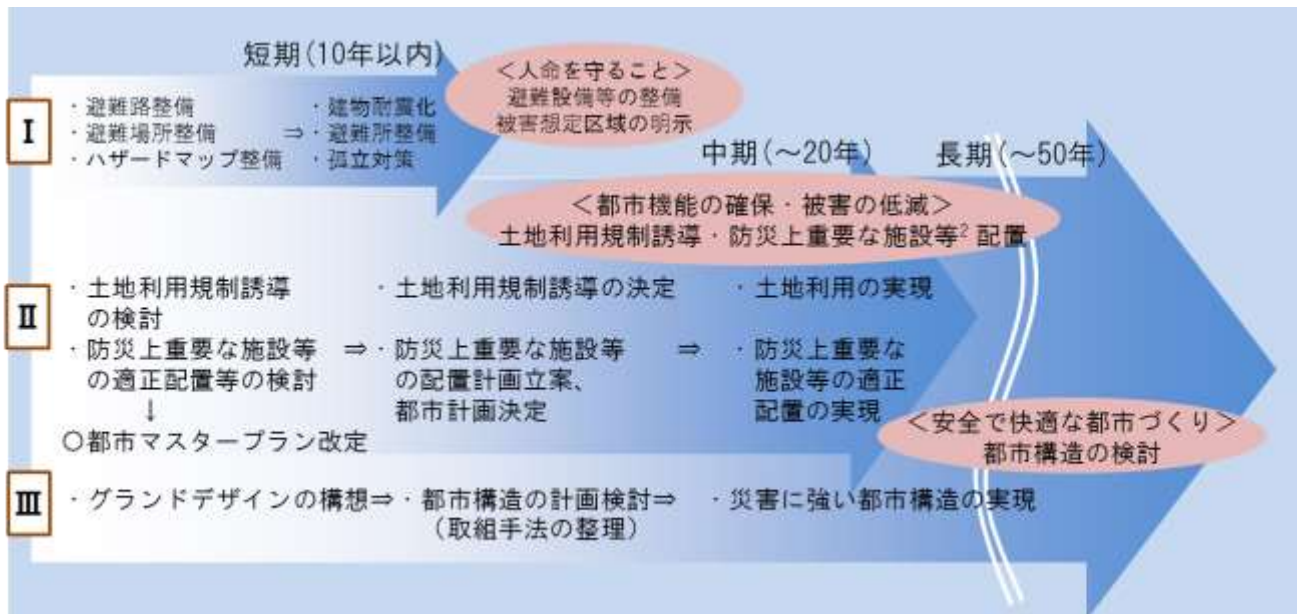 短期(10年以内)
<人命を守ること>
避難設備等の整備
被害想定区域の明示
Ⅰ
・避難路整備 ・建物耐震化
・避難場所整備 ⇒・避難所整備
・ハザードマップ整備 ・孤立対策
中期(~20年) 長期(~50年)
<都市機能の確保・被害の低減>
土地利用規制誘導・防災上重要な施設等2 配置
Ⅱ
・土地利用規制誘導 ・土地利用規制誘導の決定 ・土地利用の実現
の検討
・防災上重要な施設等 ⇒・防災上重要な施設等 ⇒ ・防災上重要な
の適正配置等の検討 の配置計画立案、 施設等の適正
↓ 都市計画決定 配置の実現
○都市マスタープラン改定
<安全で快適な都市づくり>
都市構造の検討
Ⅲ
・グランドデザインの構想⇒・都市構造の計画検討⇒ ・災害に強い都市構造の実現
(取組手法の整理)